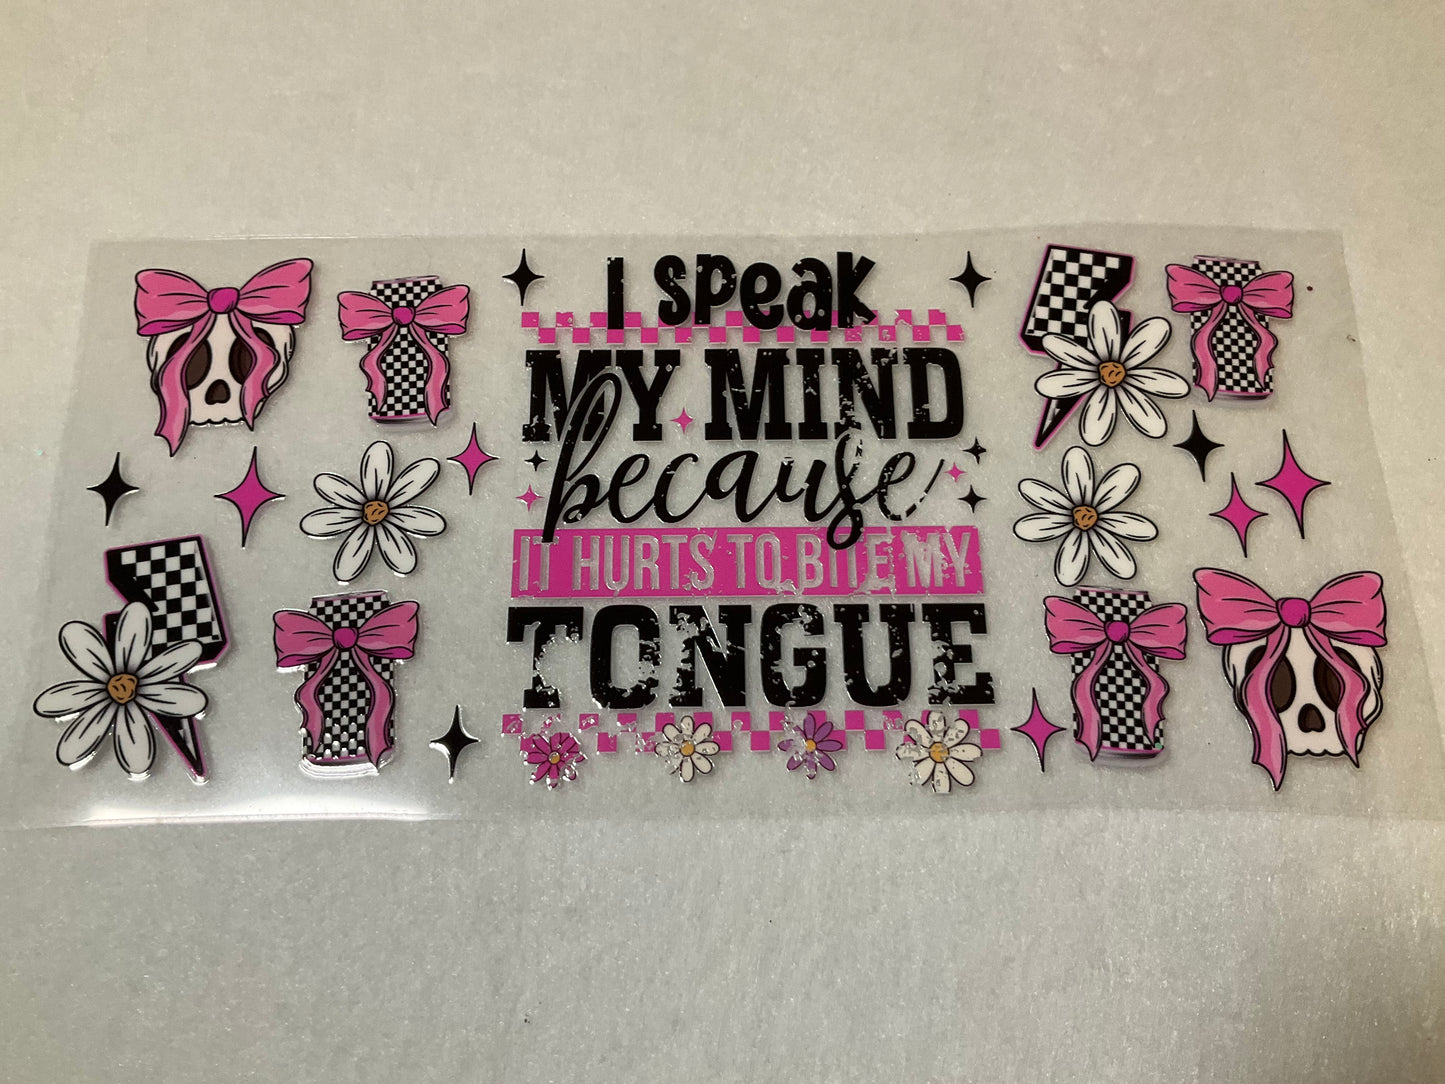 I speak
MY MIND
because
IT HURTS TO BITE MY
TONGUE